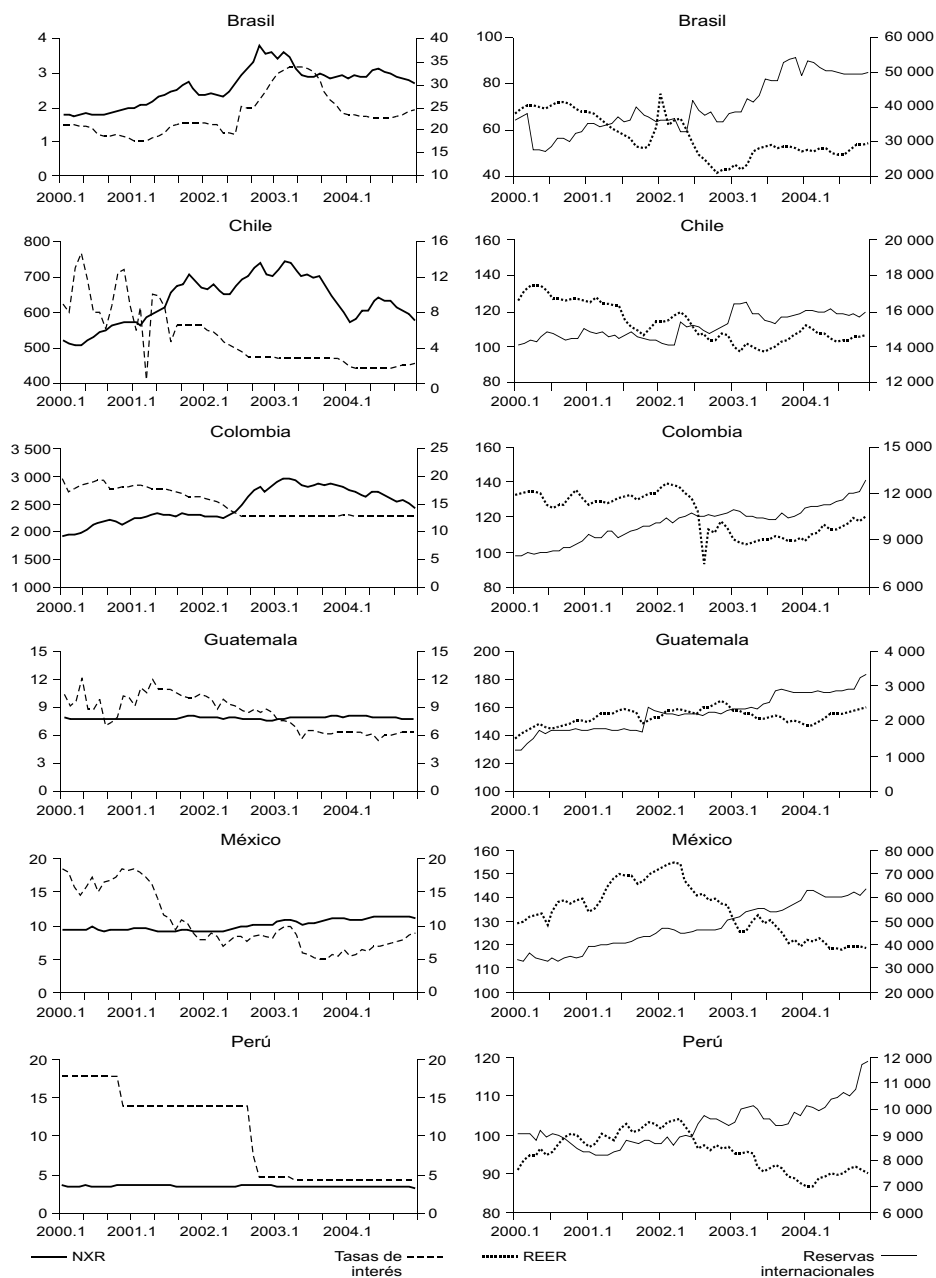 Brasil
4 40 100 60 000
35
3 80 50 000
30
2 25 40 000
20 60
1 30 000
15
0 10 40 20 000
2000.1 2001.1 2002.1 2003.1 2004.1 2000.1 2001.1 2002.1 2003.1 2004.1
Chile Chile
800 16 160 20 000
700 12 140 18 000
600 8 120 16 000
500 4 100 14 000
400 0 80 12 000
2000.1 2001.1 2002.1 2003.1 2004.1 2000.1 2001.1 2002.1 2003.1 2004.1
Colombia Colombia
3 500 25 160 15 000
3 000 20 140 12 000
2 500 15 120
2 000 10 9 000
1 500 5 100
1 000 0 80 6 000
2000.1 2001.1 2002.1 2003.1 2004.1 2000.1 2001.1 2002.1 2003.1 2004.1
Guatemala Guatemala
15 15 200 4 000
12 12 180 3 000
9 9 160 2 000
6 6 140
3 3 120 1 000
0 0 100 0
2000.1 2001.1 2002.1 2003.1 2004.1 2000.1 2001.1 2002.1 2003.1 2004.1
México México
20 20 160 80 000
15 15 150 70 000
140 60 000
10 10 130 50 000
120 40 000
5 5 110 30 000
0 0 100 20 000
2000.1 2001.1 2002.1 2003.1 2004.1 2000.1 2001.1 2002.1 2003.1 2004.1
Perú Perú
20 20 120 12 000
11 000
15 15 110 10 000
10 10 100 9 000
8 000
5 5 90 7 000
0 0 80 6 000
2000.1 2001.1 2002.1 2003.1 2004.1 2000.1 2001.1 2002.1 2003.1 2004.1
NXR Tasas de REER Reservas
interés internacionales
Brasil